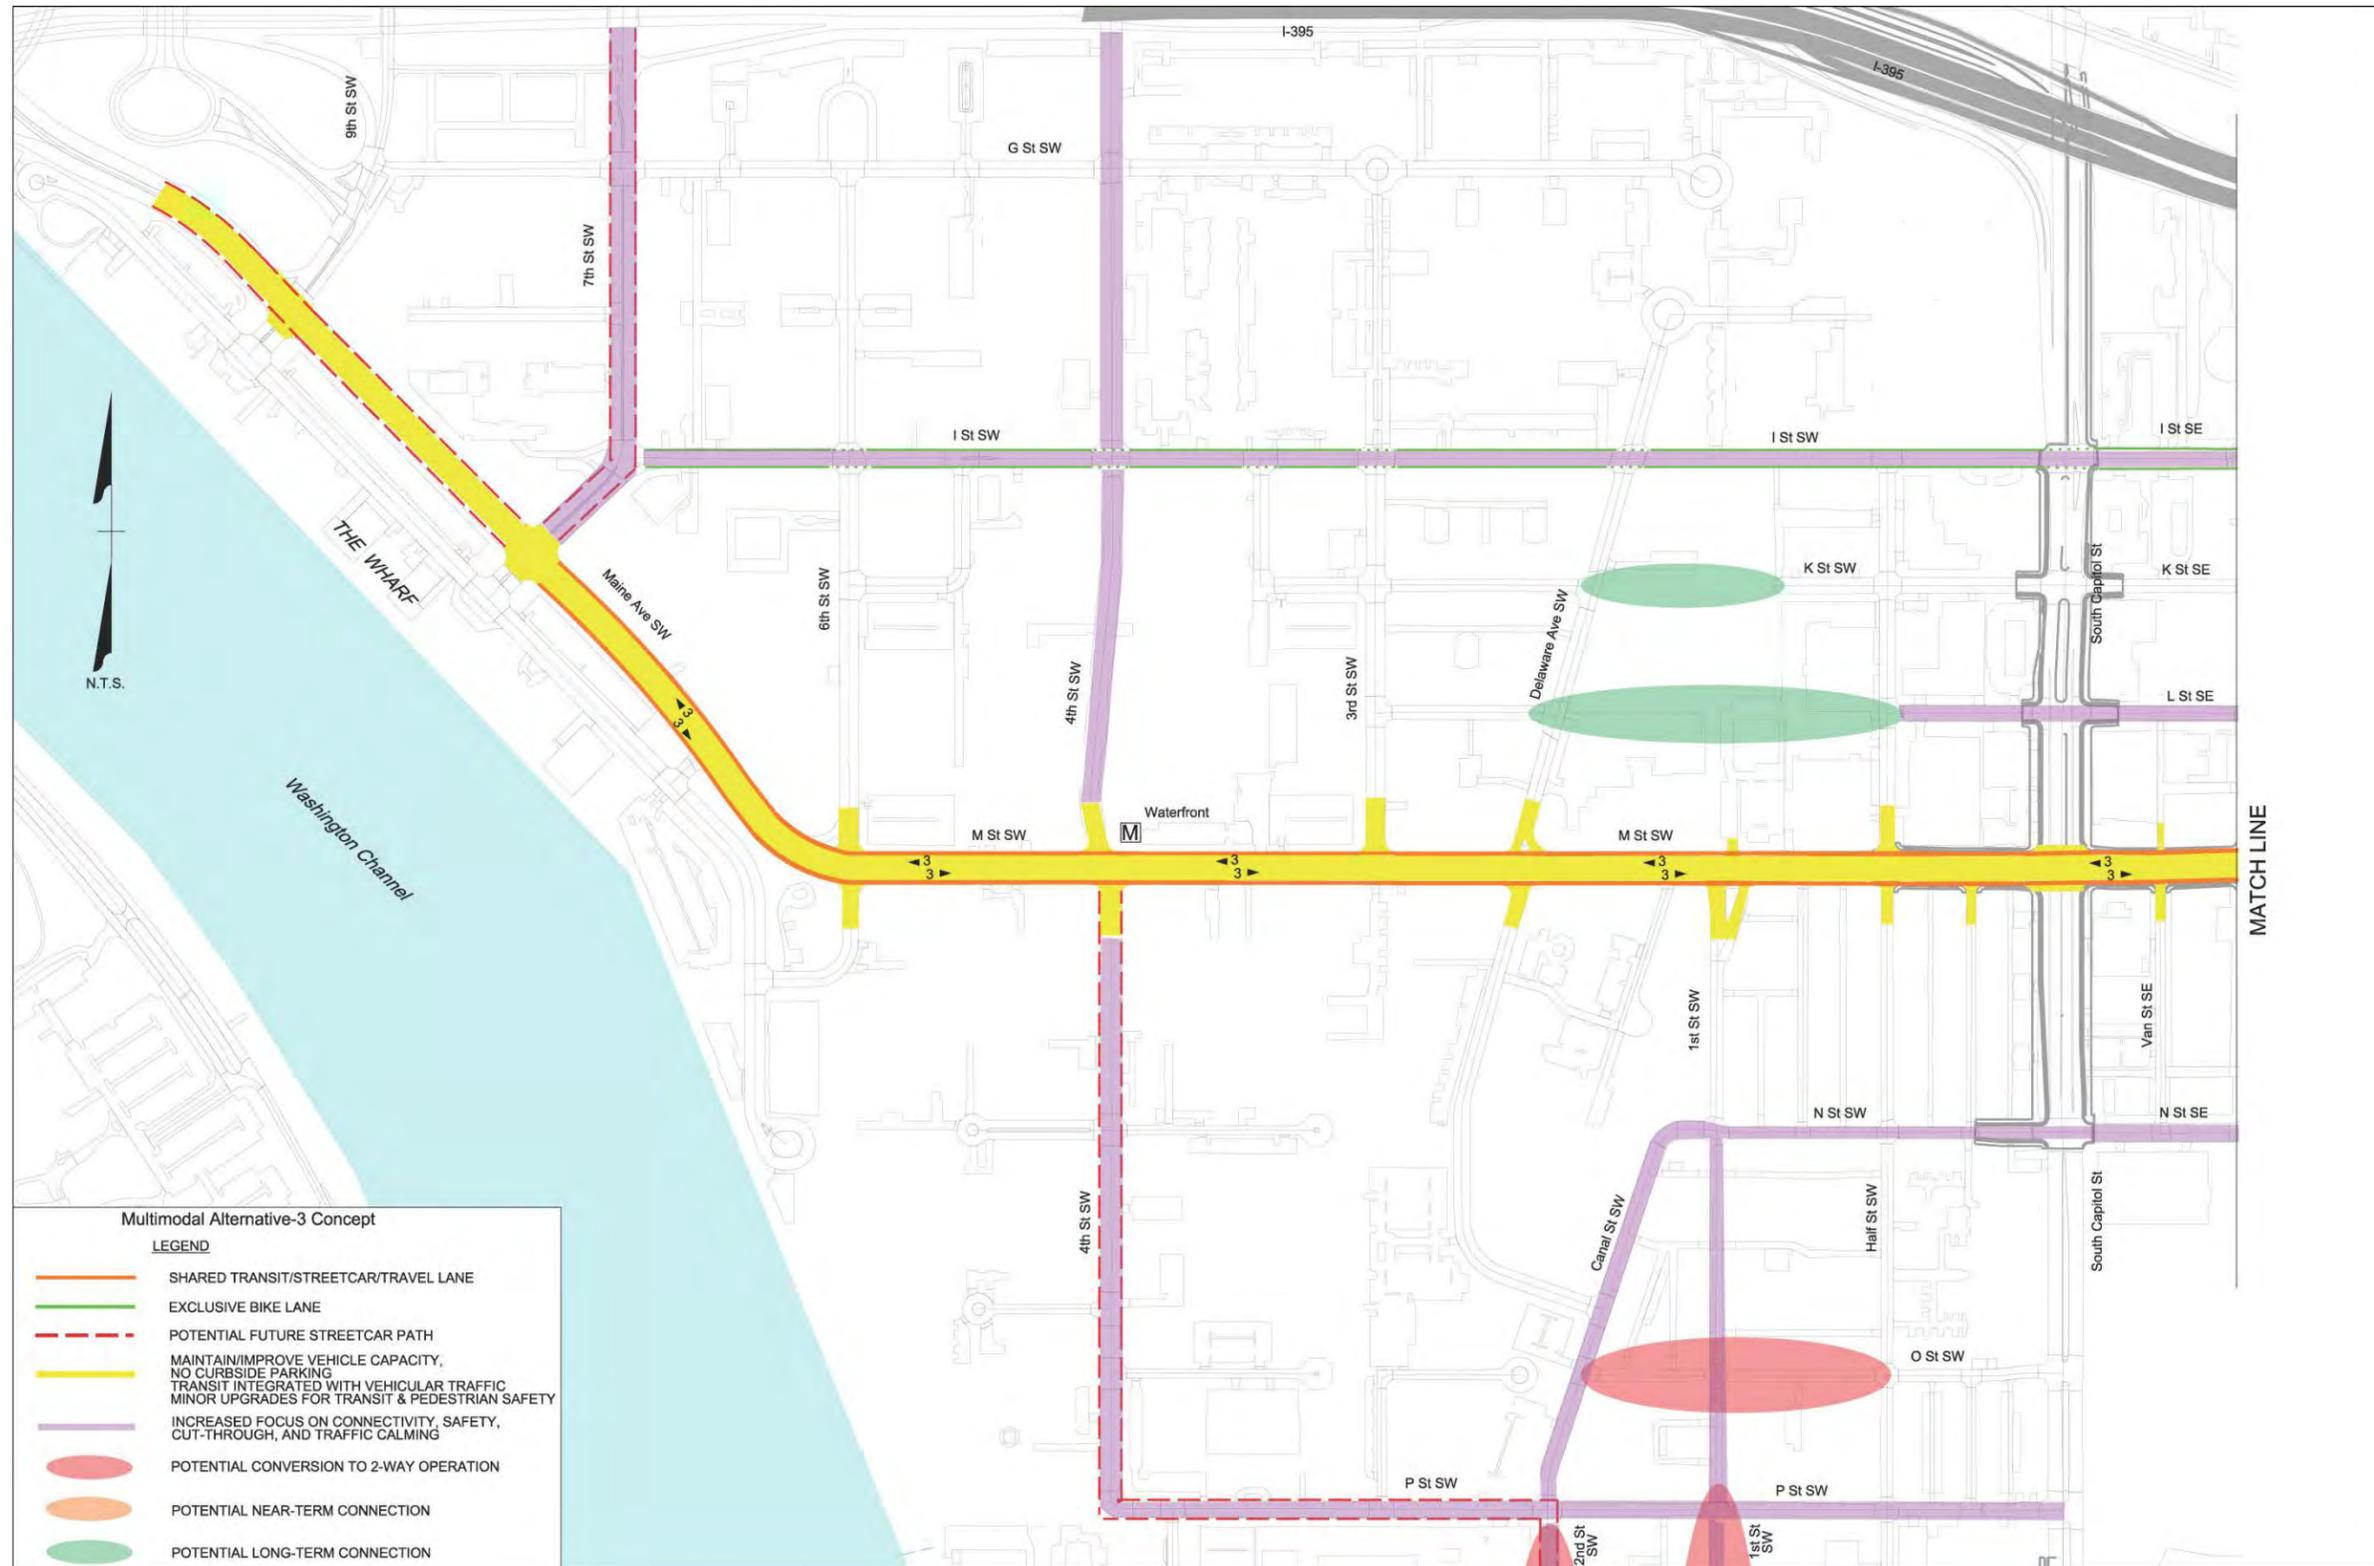 I-395
I-395
9th St SW
G St SW
7th St SW
I St SW
I St SW
I St SE
THE WHARF
Maine Ave SW
6th St SW
K St SW
K St SE
South Capitol St
Delaware Ave SW
N.T.S.
4th St SW
3rd St SW
L St SE
3
3
Washington Channel
Waterfront
M
M St SW
M St SW
3
3
3
3
3
3
3
3
MATCH LINE
1st St SW
Van St SE
N St SW
N St SE
4th St SW
Canal St SW
Half St SW
South Capitol St
O St SW
P St SW
P St SW
2nd St
SW
1st St
SW
Multimodal Alternative-3 Concept
LEGEND
SHARED TRANSIT/STREETCAR/TRAVEL LANE
EXCLUSIVE BIKE LANE
POTENTIAL FUTURE STREETCAR PATH
MAINTAIN/IMPROVE VEHICLE CAPACITY,
NO CURBSIDE PARKING
TRANSIT INTEGRATED WITH VEHICULAR TRAFFIC
MINOR UPGRADES FOR TRANSIT & PEDESTRIAN SAFETY
INCREASED FOCUS ON CONNECTIVITY, SAFETY,
CUT-THROUGH, AND TRAFFIC CALMING
POTENTIAL CONVERSION TO 2-WAY OPERATION
POTENTIAL NEAR-TERM CONNECTION
POTENTIAL LONG-TERM CONNECTION